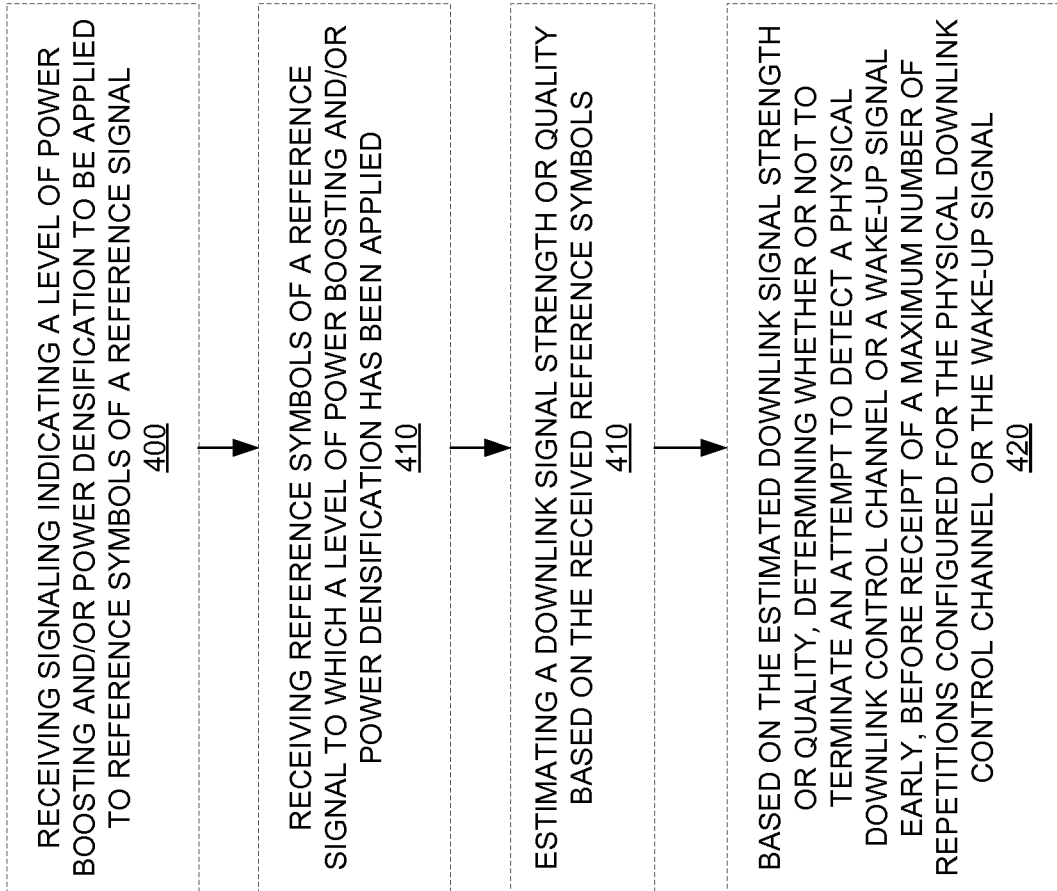 RECEIVING SIGNALING INDICATING A LEVEL OF POWER
BOOSTING AND/OR POWER DENSIFICATION TO BE APPLIED
TO REFERENCE SYMBOLS OF A REFERENCE SIGNAL
400
RECEIVING REFERENCE SYMBOLS OF A REFERENCE
SIGNAL TO WHICH A LEVEL OF POWER BOOSTING AND/OR
POWER DENSIFICATION HAS BEEN APPLIED
410
ESTIMATING A DOWNLINK SIGNAL STRENGTH OR QUALITY
BASED ON THE RECEIVED REFERENCE SYMBOLS
410
BASED ON THE ESTIMATED DOWNLINK SIGNAL STRENGTH
OR QUALITY, DETERMINING WHETHER OR NOT TO
TERMINATE AN ATTEMPT TO DETECT A PHYSICAL
DOWNLINK CONTROL CHANNEL OR A WAKE-UP SIGNAL
EARLY, BEFORE RECEIPT OF A MAXIMUM NUMBER OF
REPETITIONS CONFIGURED FOR THE PHYSICAL DOWNLINK
CONTROL CHANNEL OR THE WAKE-UP SIGNAL
420